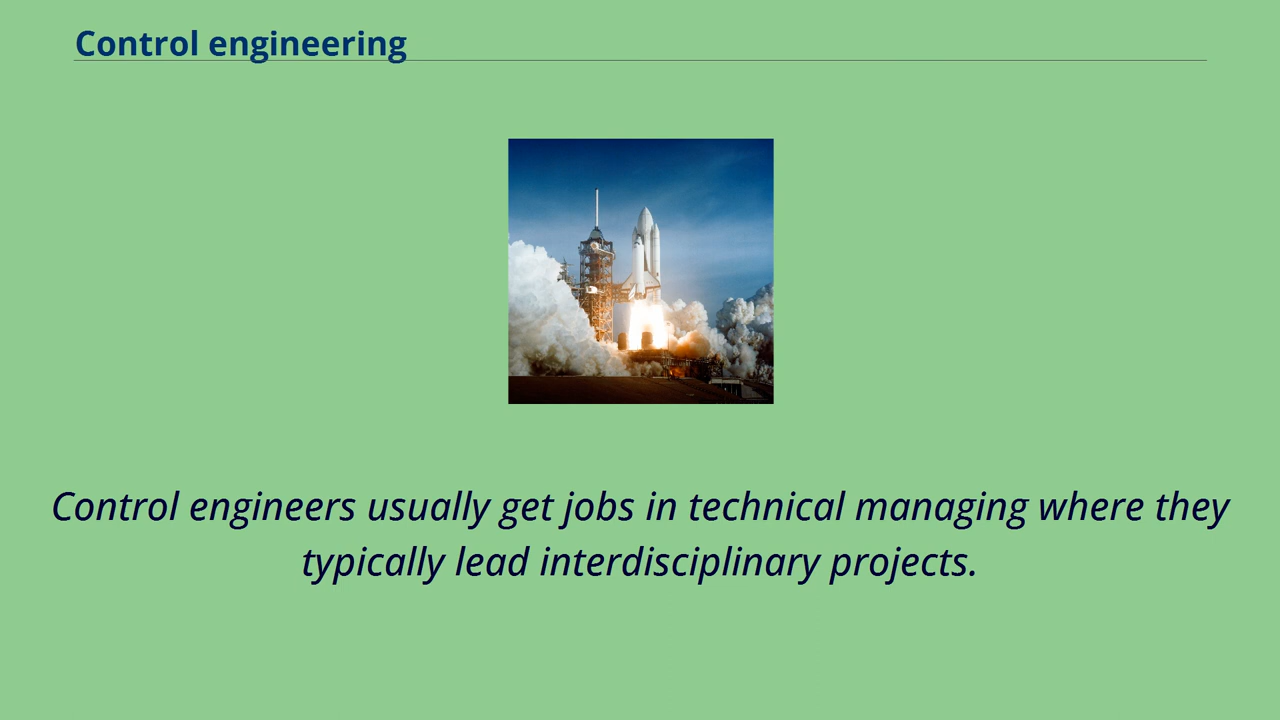 Control engineering
Control engineers usually get jobs in technical managing where they
typically lead interdisciplinary projects.